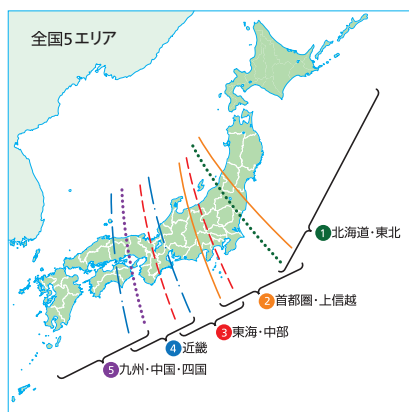 全国5エリア
1北海道・東北
2首都圏・上信越
3東海・中部
4近畿
5九州・中国・四国